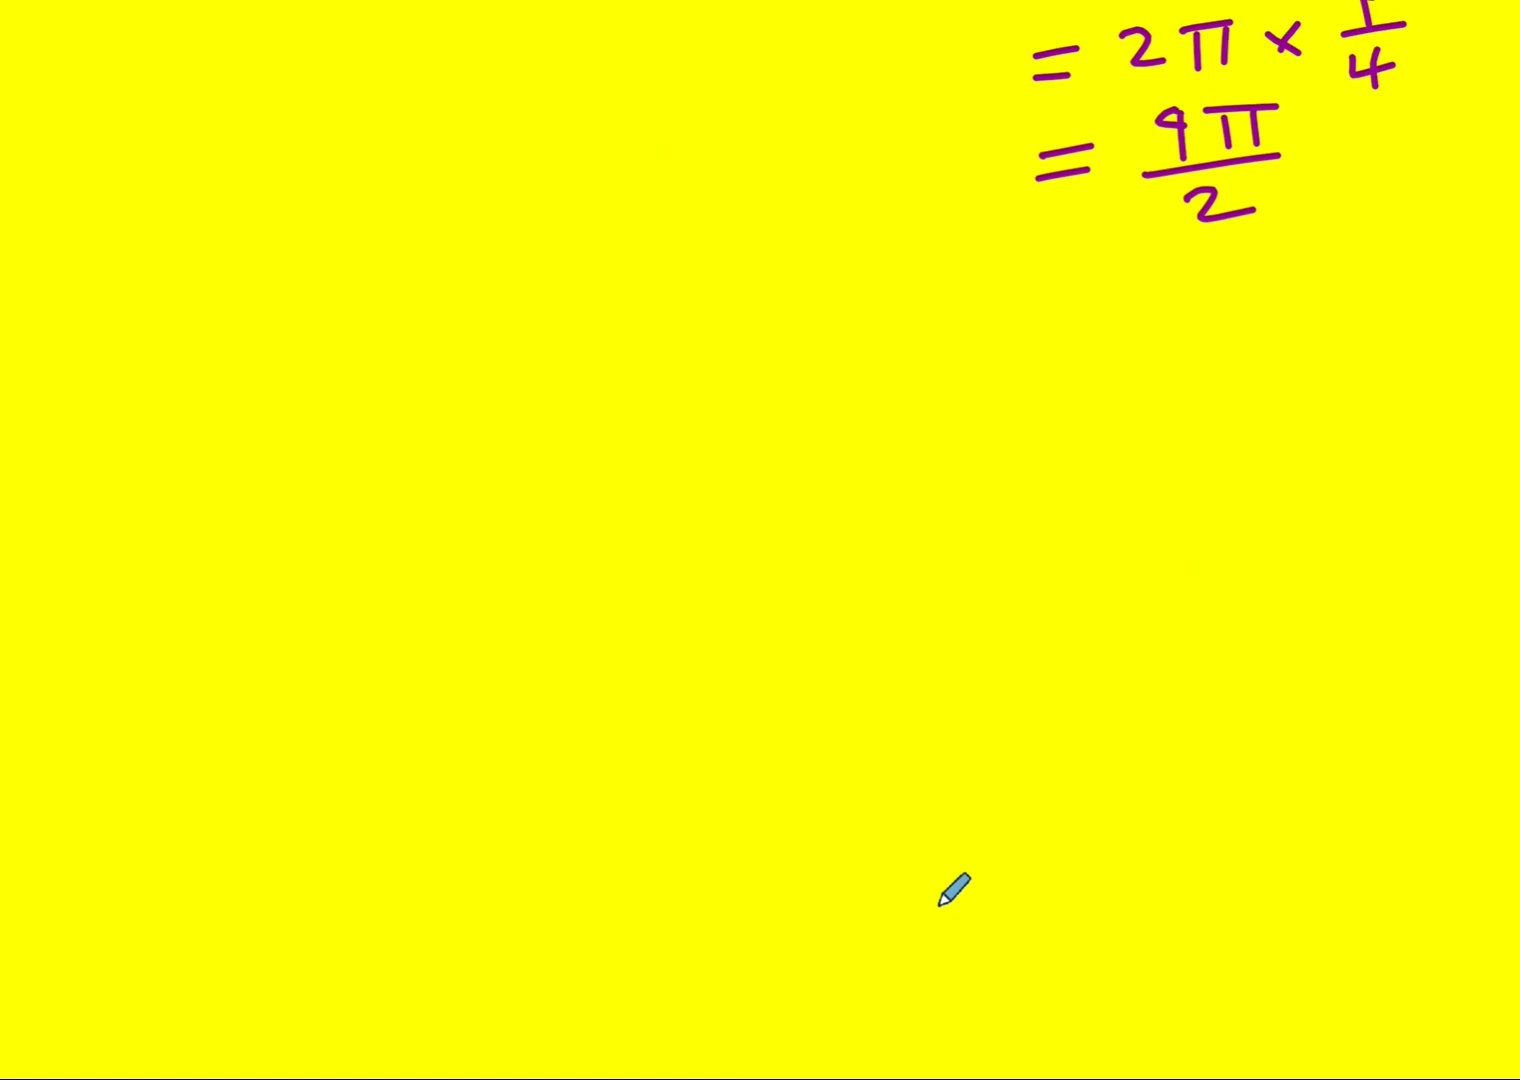 = 2π × 1/4
= 9π/2